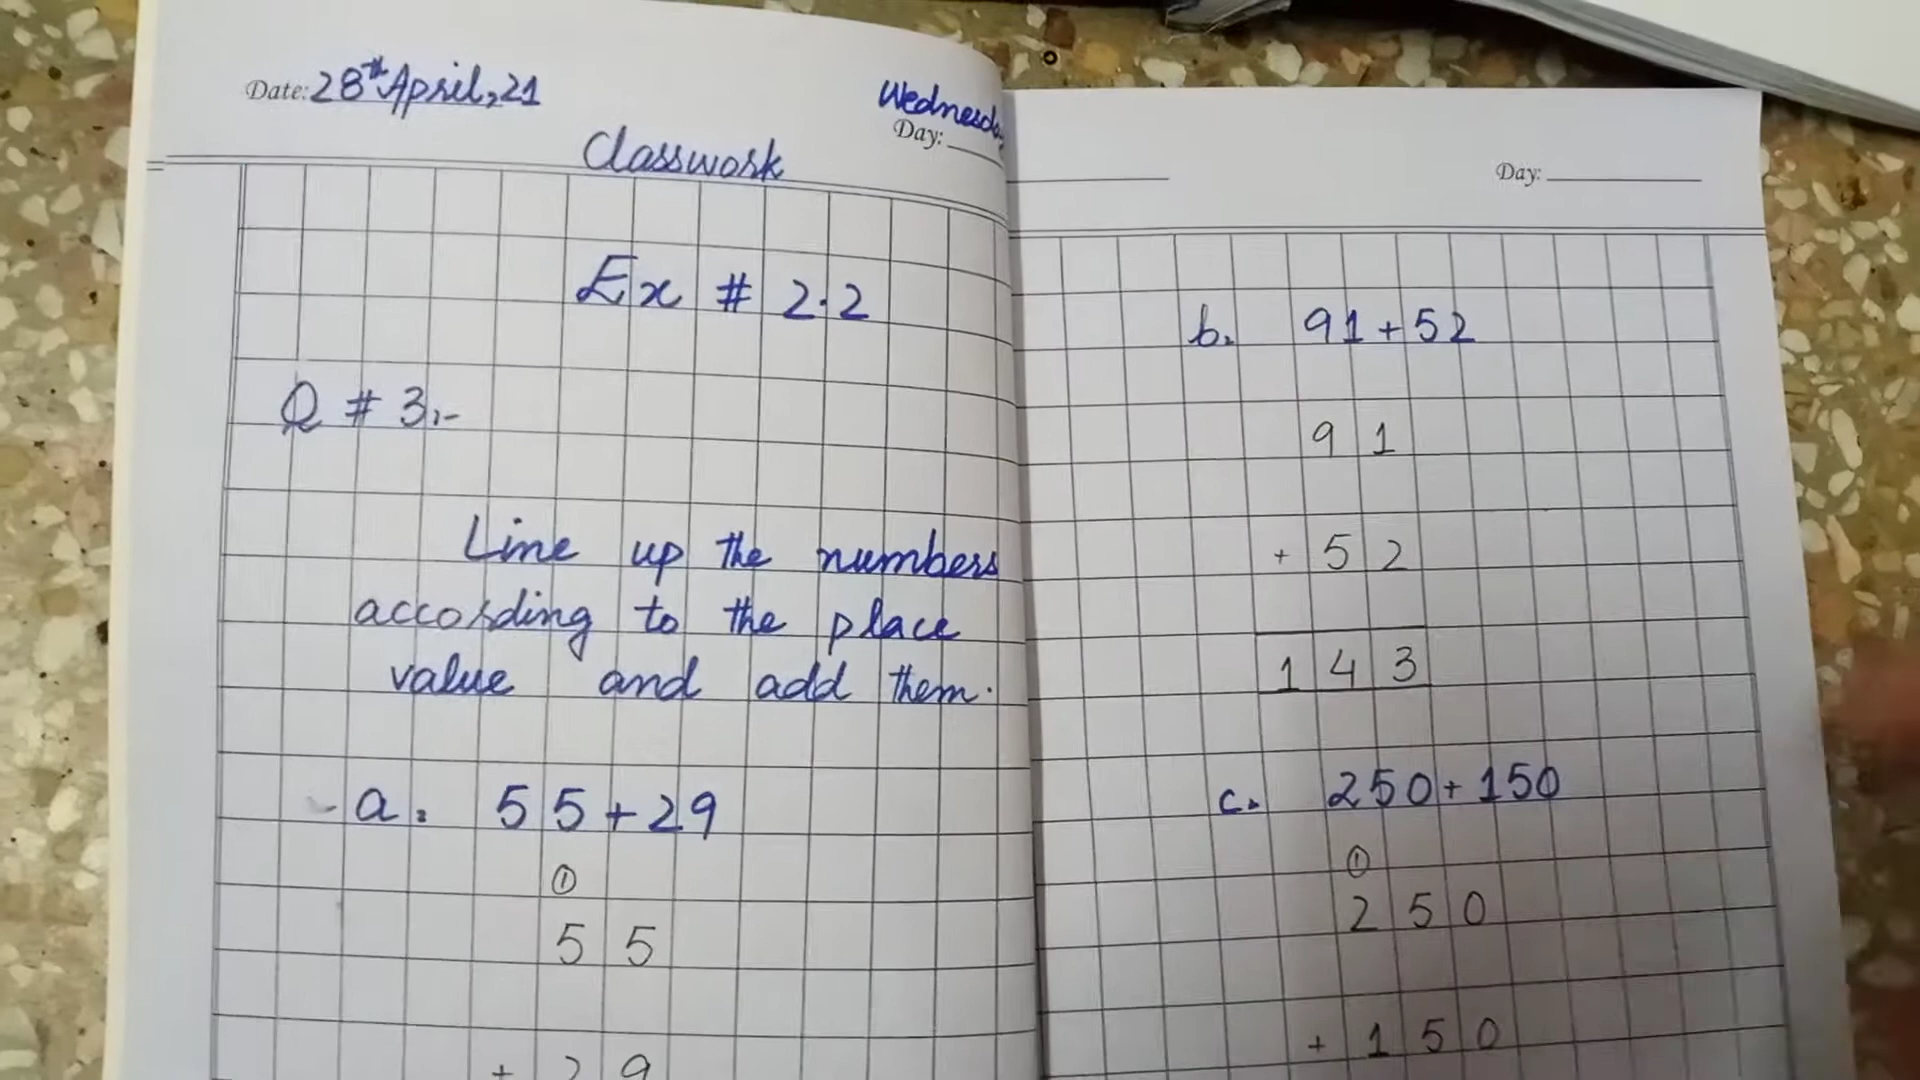 Date: 28th April, 21
Wednesday
Day:
Classwork
Ex # 2.2
Q # 3:-
Line up the numbers
according to the place
value and add them.
a. 55+29
1
5 5
+ 2 9
Day:
b. 91+52
9 1
+ 5 2
1 4 3
c. 250+150
1
2 5 0
+ 1 5 0